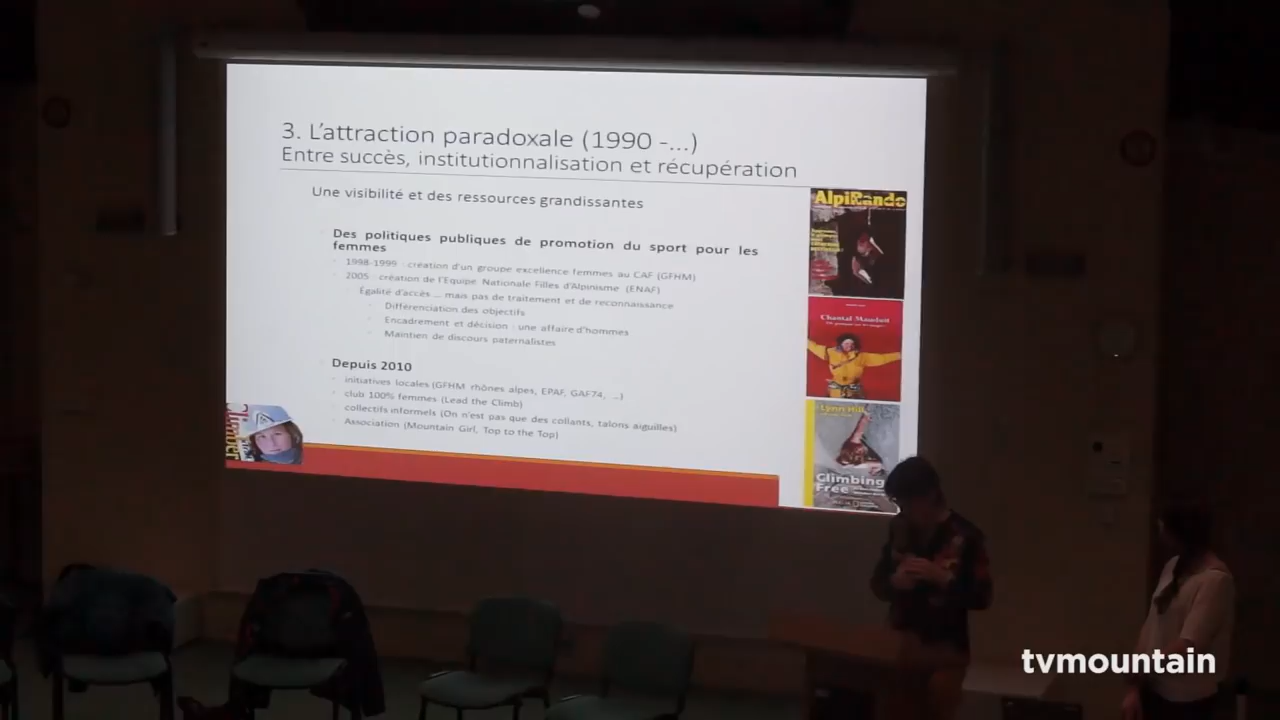 3. L'attraction paradoxale (1990 -...)
Entre succès, institutionnalisation et récupération
Une visibilité et des ressources grandissantes
Des politiques publiques de promotion du sport pour les
femmes
1998-1999 : création d'un groupe excellence femmes au CAF (GFHM)
2005 : création de l'Equipe Nationale Filles d'Alpinisme (ENAF)
Égalité d'accès ... mais pas de traitement et de reconnaissance
Différenciation des objectifs
Encadrement et décision : une affaire d'hommes
Maintien de discours paternalistes
Depuis 2010
initiatives locales (GFHM rhônes alpes, EPAF, GAF74, ...)
club 100% femmes (Lead the Climb)
collectifs informels (On n'est pas que des collants, talons aiguilles)
Association (Mountain Girl, Top to the Top)
AlpiRando
Chantal Mauduit
Lynn Hill
Climbing
Free
Climber
tvmountain